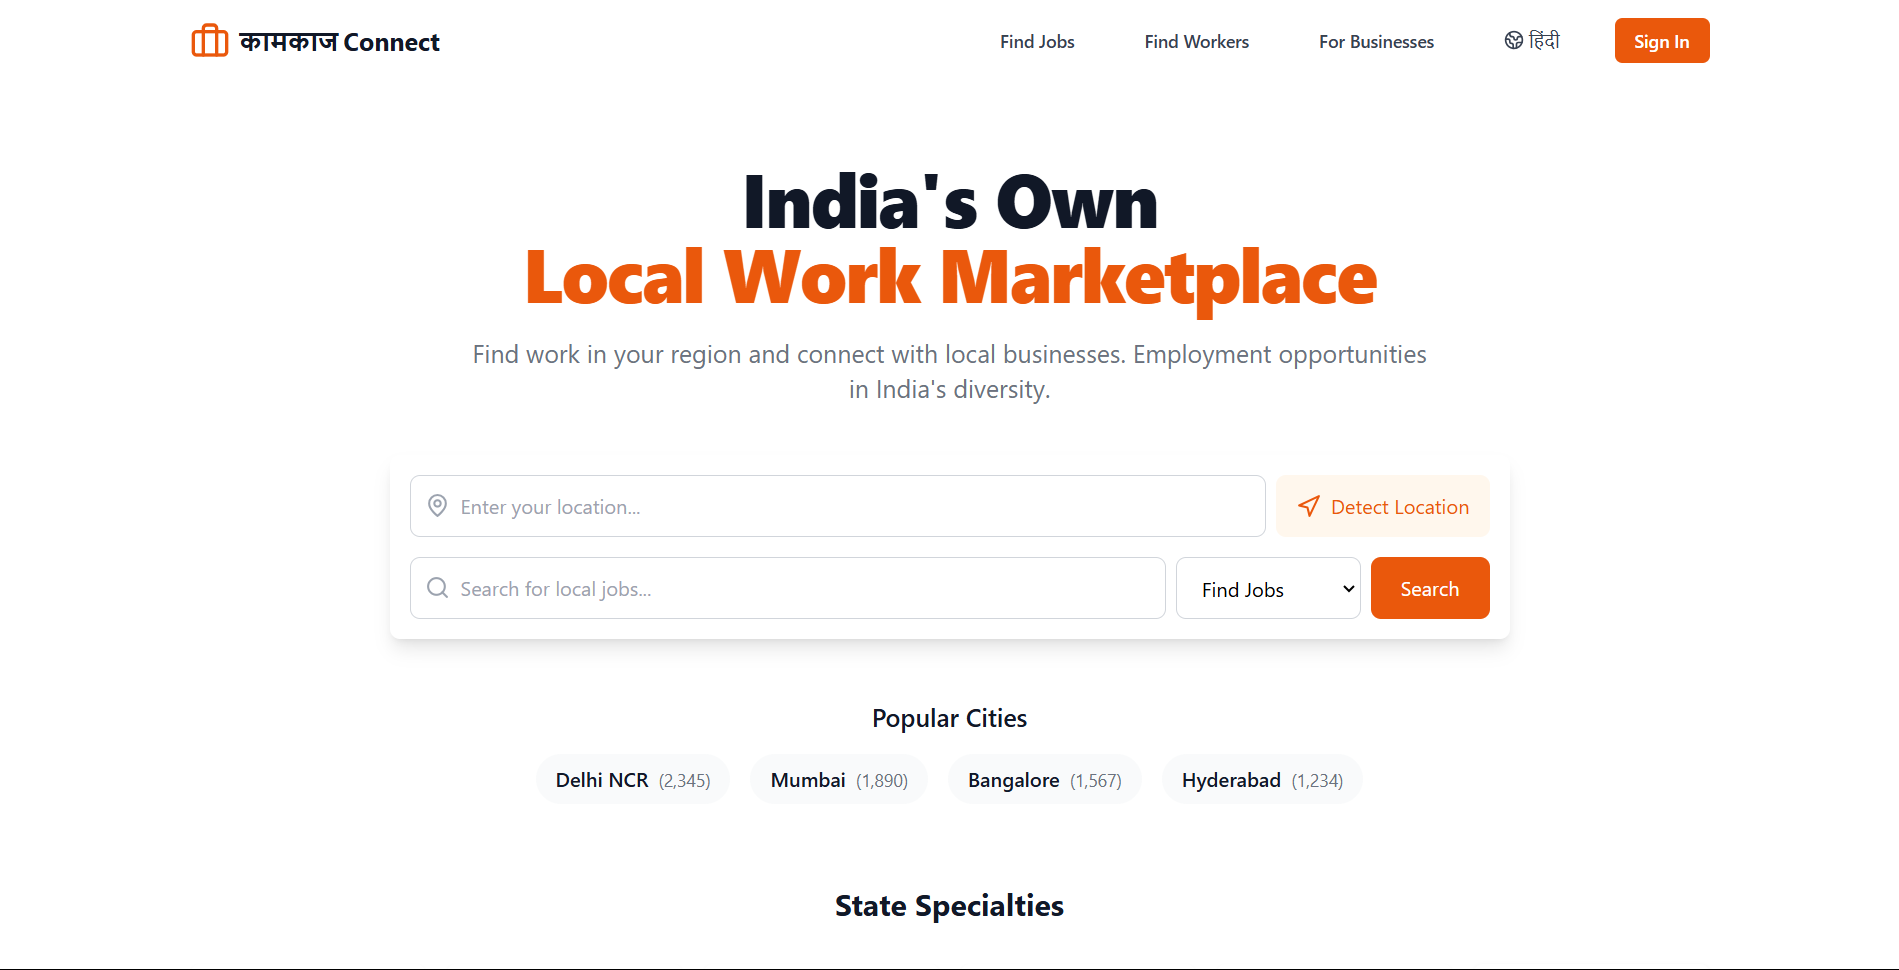 कामकाज Connect
Find Jobs
Find Workers
For Businesses
हिंदी
Sign In
India's Own
Local Work Marketplace
Find work in your region and connect with local businesses. Employment opportunities
in India's diversity.
Enter your location...
Detect Location
Search for local jobs...
Find Jobs
Search
Popular Cities
Delhi NCR (2,345)
Mumbai (1,890)
Bangalore (1,567)
Hyderabad (1,234)
State Specialties